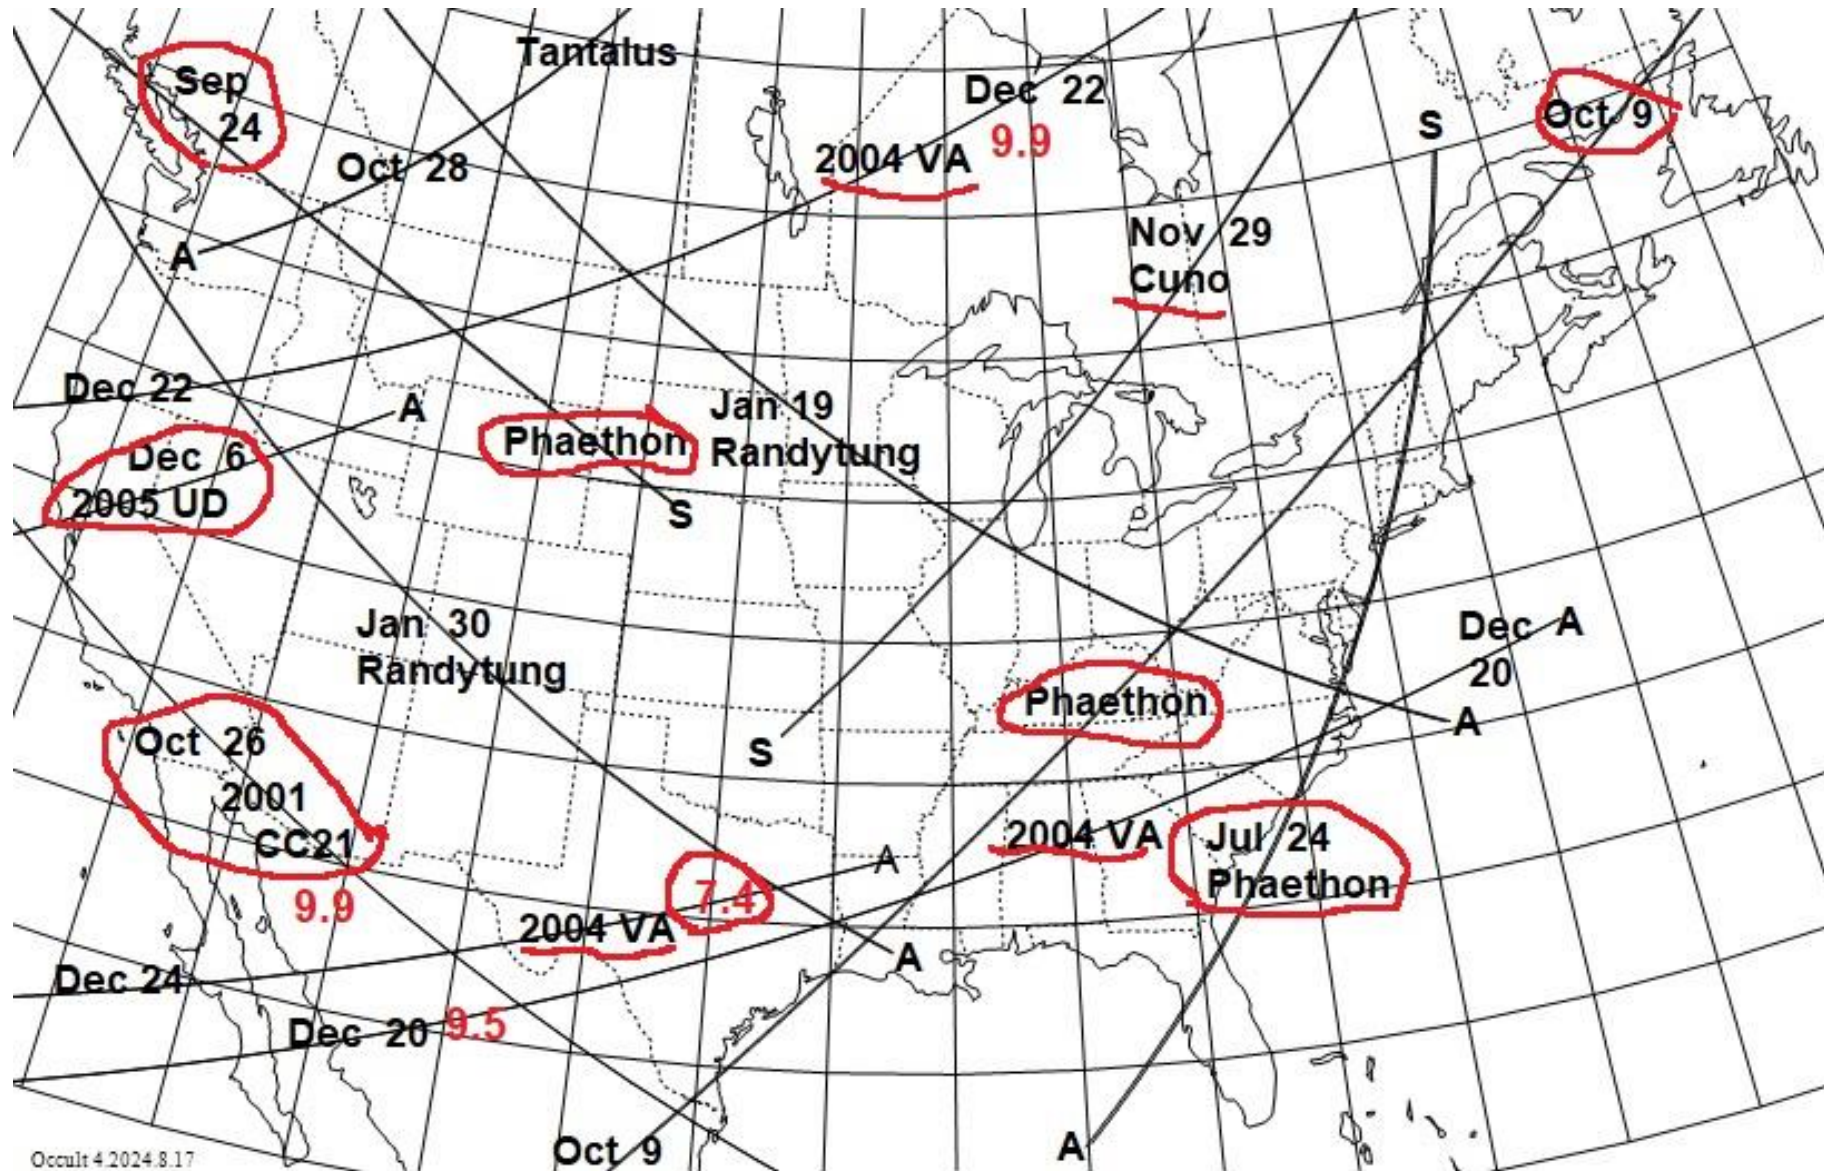 Tantalus
Sep
24
Dec 22
9.9
Oct 9
S
2004 VA
Oct 28
Nov 29
Cuno
A
Dec 22
A
Jan 19
Randytung
Phaethon
Dec 6
2005 UD
S
Jan 30
Randytung
Dec A
20
Phaethon
A
Oct 26
S
2001
CC21
2004 VA
Jul 24
Phaethon
A
7.4
9.9
2004 VA
A
Dec 24
Dec 20
9.5
Oct 9
A
Occult 4.2024.8.17